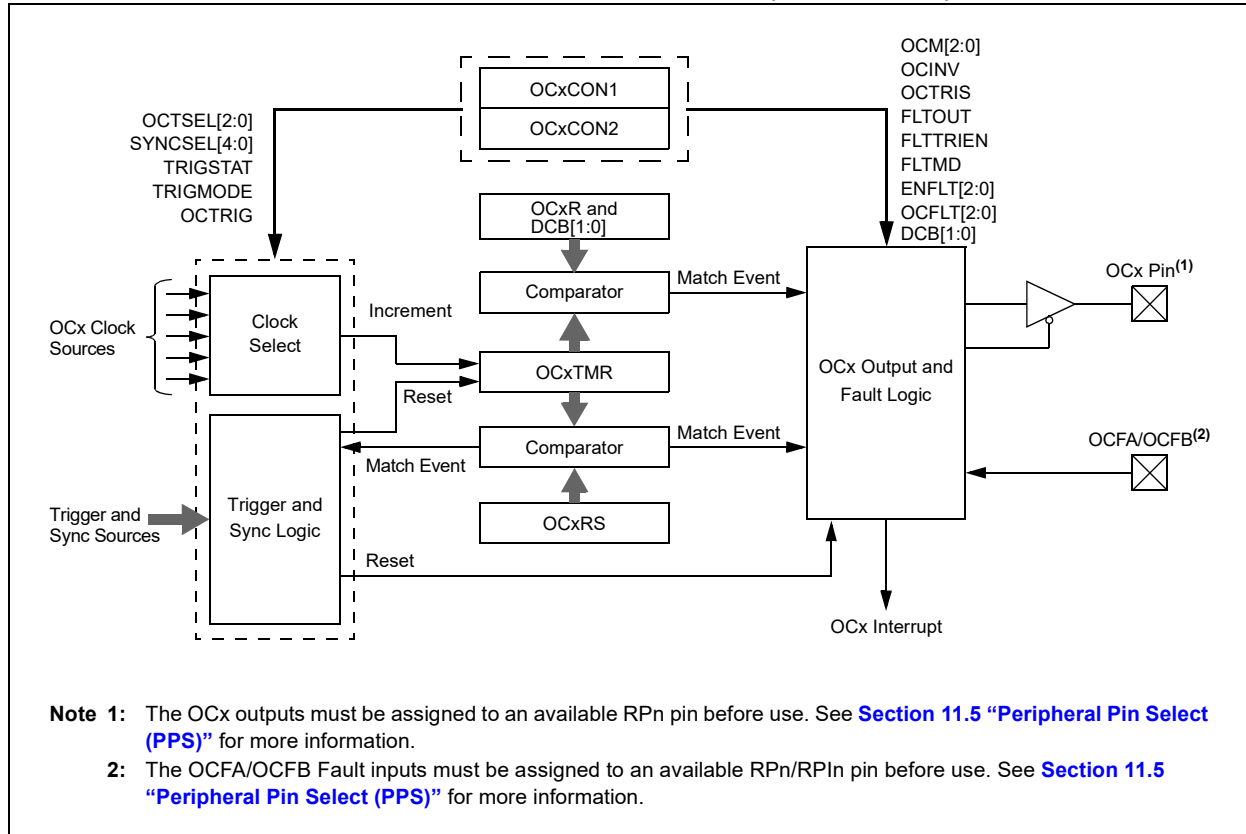 OCxCON1
OCxCON2
OCM[2:0]
OCINV
OCTRIS
FLTOUT
FLTTRIEN
FLTMD
ENFLT[2:0]
OCFLT[2:0]
DCB[1:0]
OCTSEL[2:0]
SYNCSEL[4:0]
TRIGSTAT
TRIGMODE
OCTRIG
OCxR and
DCB[1:0]
Comparator
Match Event
OCx Pin(1)
OCx Clock
Sources
Clock
Select
Increment
OCxTMR
Reset
OCx Output and
Fault Logic
Comparator
Match Event
Match Event
OCFA/OCFB(2)
Trigger and
Sync Sources
Trigger and
Sync Logic
OCxRS
Reset
OCx Interrupt
Note 1: The OCx outputs must be assigned to an available RPn pin before use. See Section 11.5 “Peripheral Pin Select
(PPS)” for more information.
2: The OCFA/OCFB Fault inputs must be assigned to an available RPn/RPIn pin before use. See Section 11.5
“Peripheral Pin Select (PPS)” for more information.